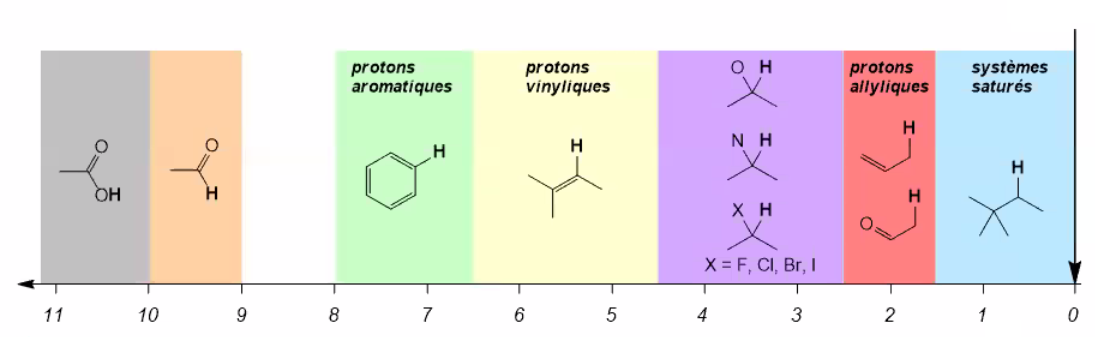 protons
aromatiques
protons
vinyliques
protons
allyliques
systèmes
saturés
O
OH
O
H
H
H
O H
N H
X H
X = F, Cl, Br, I
H
H
O
H
11 10 9 8 7 6 5 4 3 2 1 0